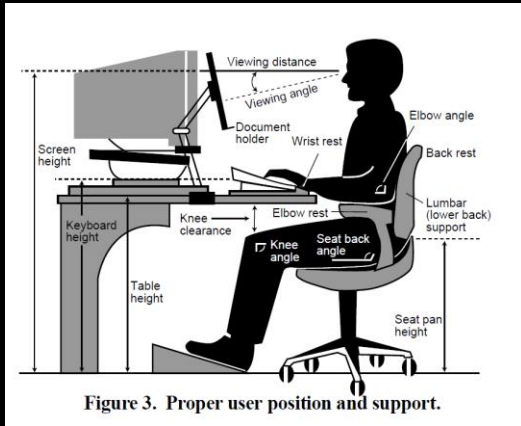 Viewing distance
Viewing angle
Elbow angle
Document
holder
Wrist rest
Back rest
Screen
height
Lumbar
(lower back)
support
Keyboard
height
Knee
clearance
Elbow rest
Knee
angle
Seat back
angle
Table
height
Seat pan
height
Figure 3. Proper user position and support.